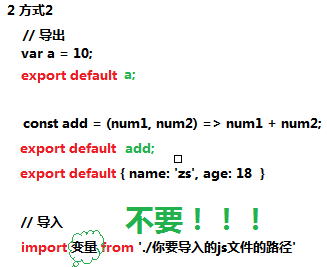 2 方式2
// 导出
var a = 10;
export default a;
const add = (num1, num2) => num1 + num2;
export default add;
export default { name: 'zs', age: 18 }
// 导入
不要！！！
import 变量 from './你要导入的js文件的路径'